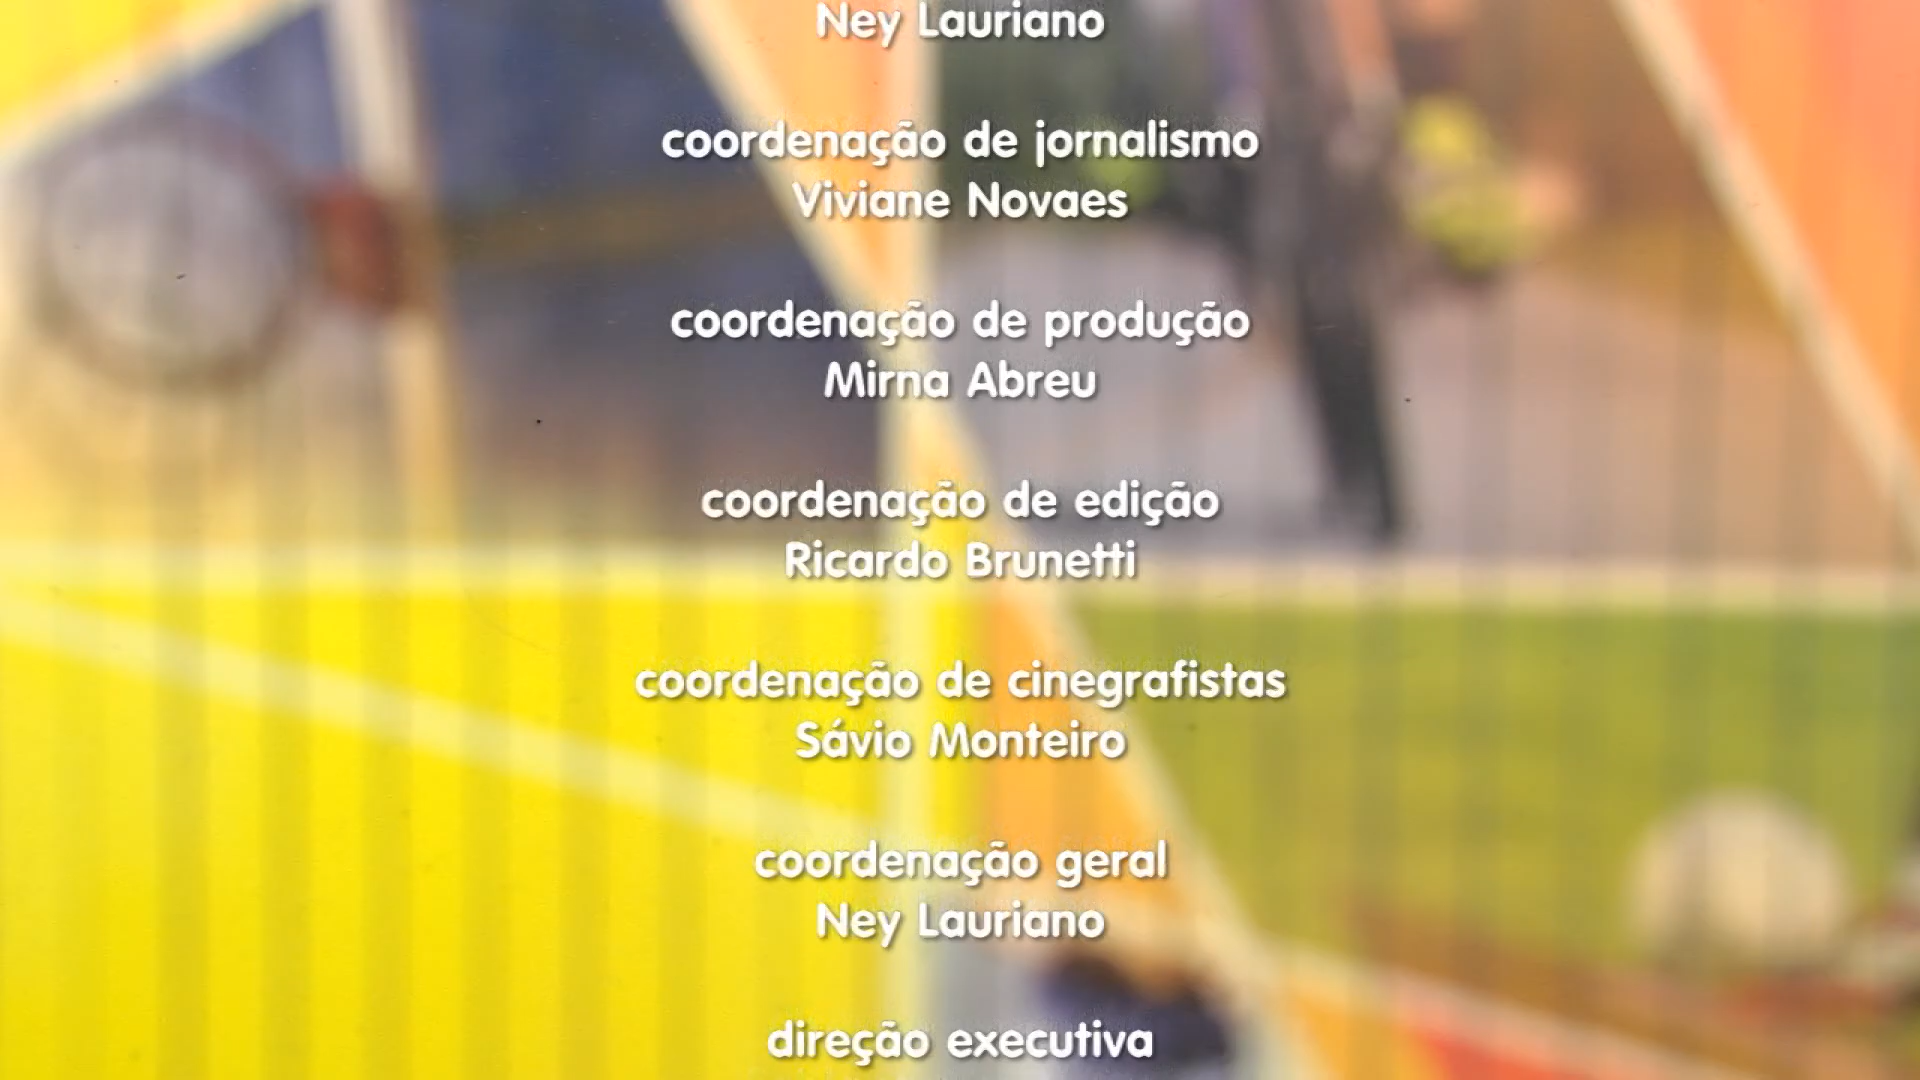 Ney Lauriano
coordenação de jornalismo
Viviane Novaes
coordenação de produção
Mirna Abreu
coordenação de edição
Ricardo Brunetti
coordenação de cinegrafistas
Sávio Monteiro
coordenação geral
Ney Lauriano
direção executiva